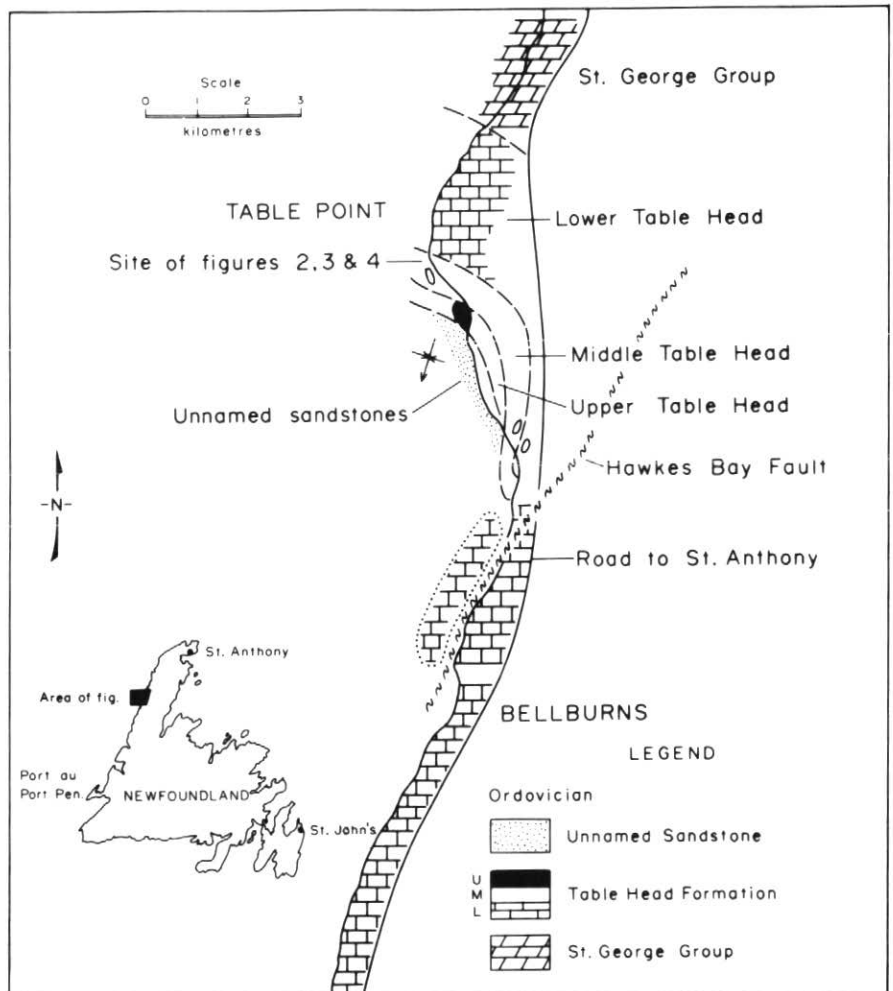 Scale
0 1 2 3
kilometres
St. George Group
TABLE POINT
Lower Table Head
Site of figures 2,3 & 4
Middle Table Head
Upper Table Head
Unnamed sandstones
Hawkes Bay Fault
-N-
Road to St. Anthony
St. Anthony
Area of fig.
Port au
Port Pen.
NEWFOUNDLAND
St. John's
BELLBURNS
LEGEND
Ordovician
Unnamed Sandstone
U
M
L
Table Head Formation
St. George Group